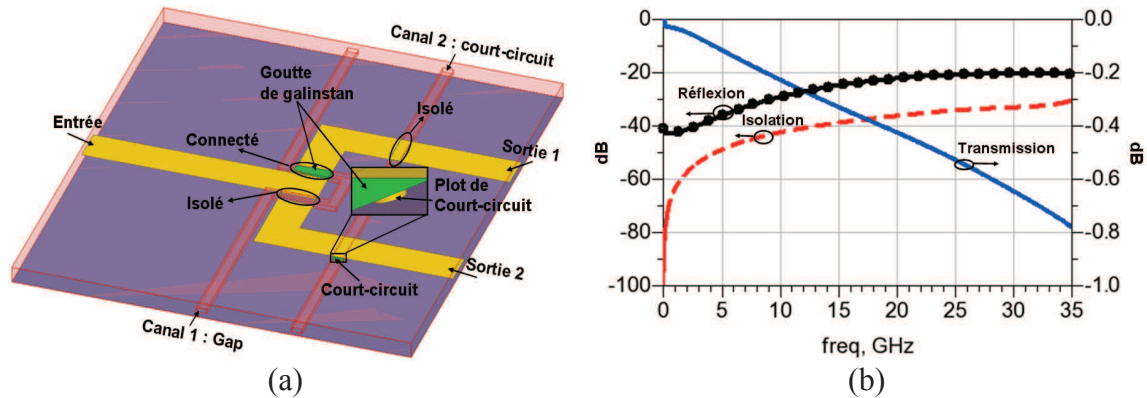 Canal 2 : court-circuit
Goutte
de galinstan
Isolé
Entrée
Connecté
Sortie 1
Isolé
Plot de
Court-circuit
Sortie 2
Court-circuit
Canal 1 : Gap
(a)
0
-20
-40
-60
-80
-100
dB
0.0
-0.2
-0.4
-0.6
-0.8
-1.0
dB
Réflexion
Isolation
Transmission
0 5 10 15 20 25 30 35
freq, GHz
(b)